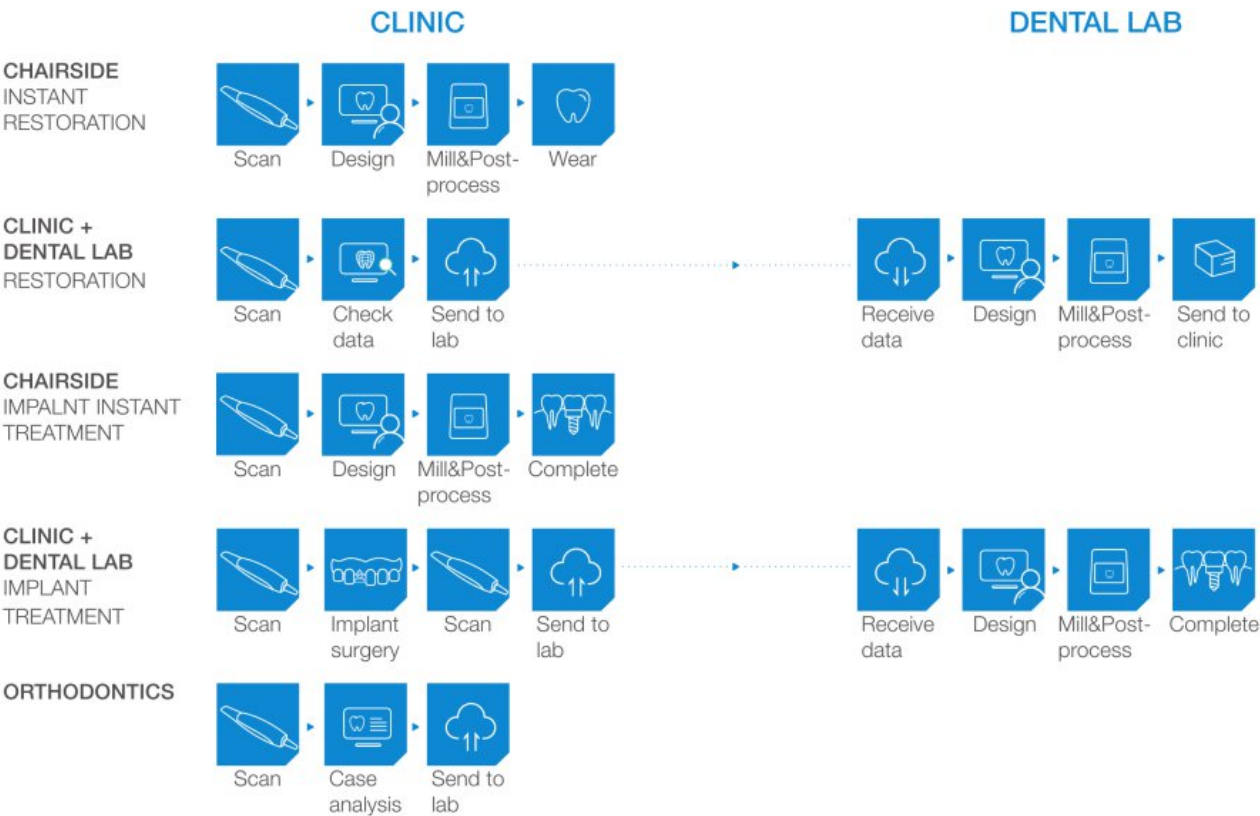 CLINIC
DENTAL LAB
CHAIRSIDE
INSTANT
RESTORATION
Scan
Design
Mill&Post-
process
Wear
CLINIC +
DENTAL LAB
RESTORATION
Scan
Check
data
Send to
lab
Receive
data
Design
Mill&Post-
process
Send to
clinic
CHAIRSIDE
IMPALNT INSTANT
TREATMENT
Scan
Design
Mill&Post-
process
Complete
CLINIC +
DENTAL LAB
IMPLANT
TREATMENT
Scan
Implant
surgery
Scan
Send to
lab
Receive
data
Design
Mill&Post-
process
Complete
ORTHODONTICS
Scan
Case
analysis
Send to
lab